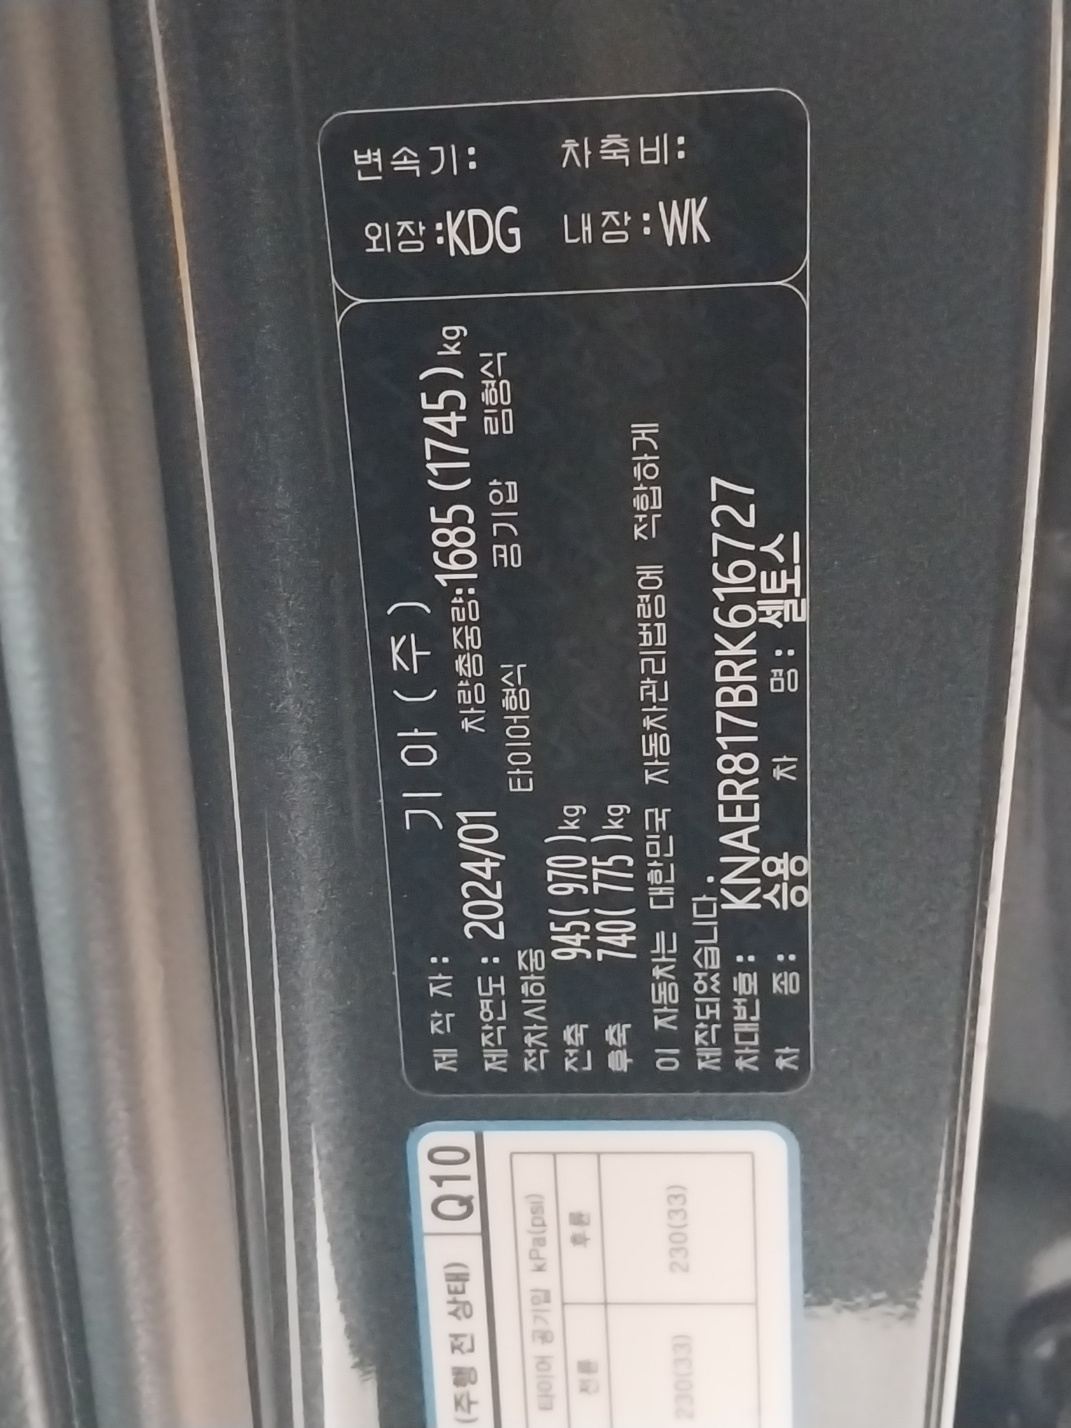 제 작 자: 기 아 ( 주 )
제작연도 : 2024/01 차량총중량:1685 (1745) kg
적차시하중 타이어형식 공기압 림형식
전축 945( 970 )kg
후축 740( 775 )kg
이 자동차는 대한민국 자동차관리법령에 적합하게
제작되었습니다.
차대번호: KNAER817BRK616727
차 종: 승용 차 명: 셀토스
변속기: 차축비:
외장:KDG 내장:WK
(주행 전 상태) Q10
타이어 공기압 kPa(psi)
전륜 후륜
230(33) 230(33)